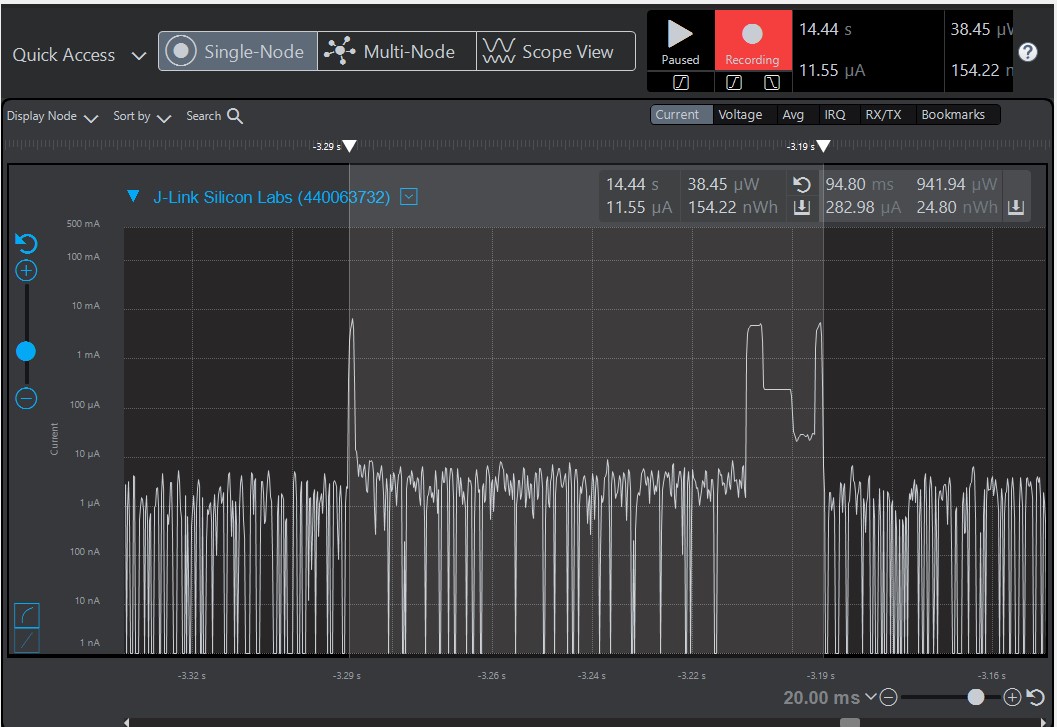 Quick Access Single-Node Multi-Node Scope View
Paused Recording
14.44 s 38.45 µW
11.55 µA 154.22 n
Display Node Sort by Search Current Voltage Avg IRQ RX/TX Bookmarks
-3.29 s -3.19 s
J-Link Silicon Labs (440063732)
14.44 s 38.45 µW 94.80 ms 941.94 µW
11.55 µA 154.22 nWh 282.98 µA 24.80 nWh
500 mA
100 mA
10 mA
1 mA
100 µA
10 µA
1 µA
100 nA
10 nA
1 nA
Current
-3.32 s -3.29 s -3.26 s -3.24 s -3.22 s -3.19 s -3.16 s
20.00 ms